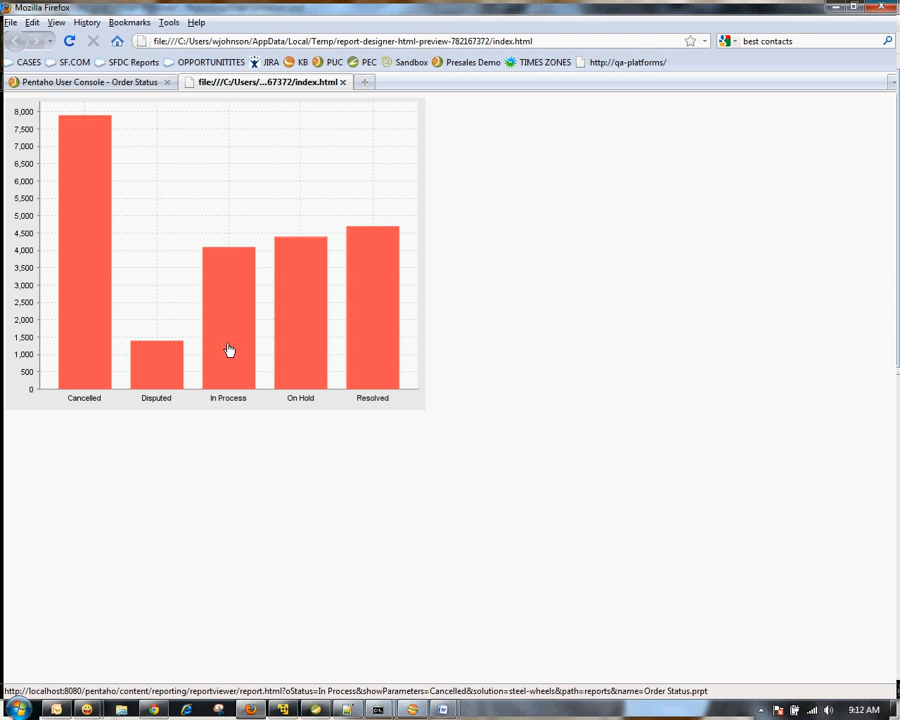 Mozilla Firefox
File Edit View History Bookmarks Tools Help
file:///C:/Users/wjohnson/AppData/Local/Temp/report-designer-html-preview-782167372/index.html best contacts
CASES SF.COM SFDC Reports OPPORTUNITITES JIRA KB PUC PEC Sandbox Presales Demo TIMES ZONES http://qa-platforms/
Pentaho User Console - Order Status file:///C:/Users/...67372/index.html
8,000
7,500
7,000
6,500
6,000
5,500
5,000
4,500
4,000
3,500
3,000
2,500
2,000
1,500
1,000
500
0
Cancelled Disputed In Process On Hold Resolved
http://localhost:8080/pentaho/content/reporting/reportviewer/report.html?oStatus=In Process&showParameters=Cancelled&solution=steel-wheels&path=reports&name=Order Status.prpt
9:12 AM